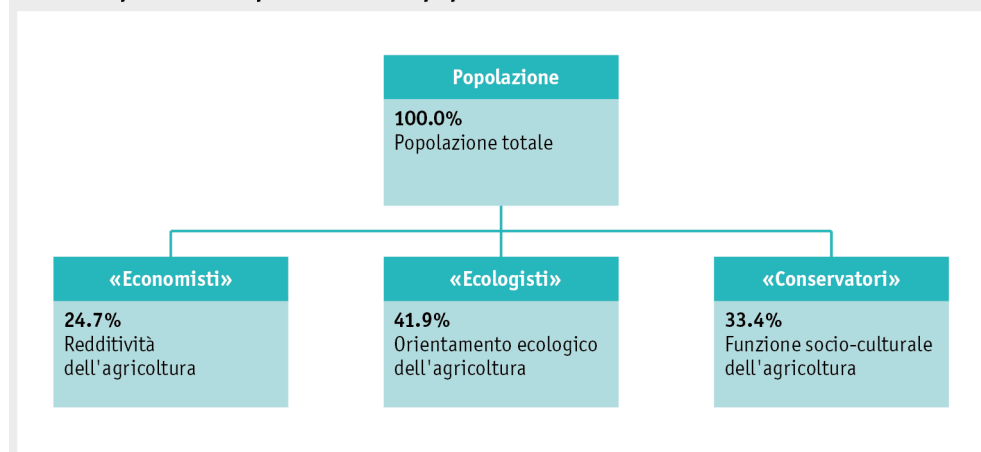 Popolazione
100.0%
Popolazione totale
«Economisti»
24.7%
Redditività
dell'agricoltura
«Ecologisti»
41.9%
Orientamento ecologico
dell'agricoltura
«Conservatori»
33.4%
Funzione socio-culturale
dell'agricoltura